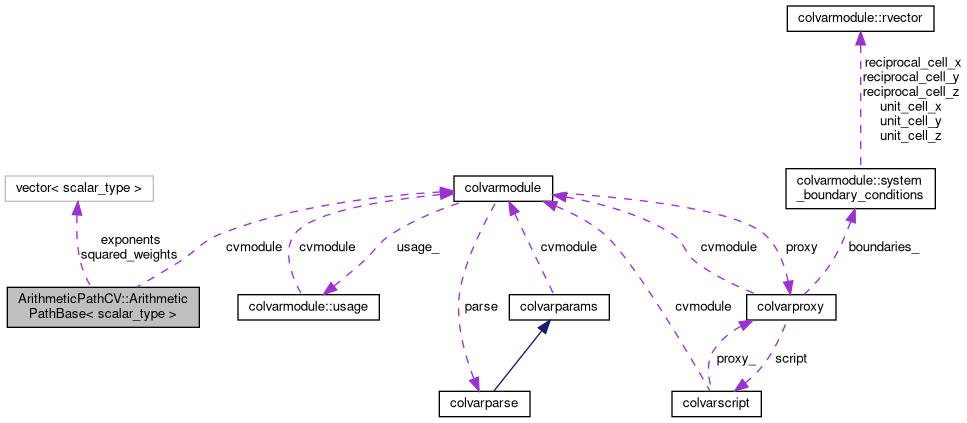 colvarmodule::rvector
reciprocal_cell_x
reciprocal_cell_y
reciprocal_cell_z
unit_cell_x
unit_cell_y
unit_cell_z
vector< scalar_type >
colvarmodule
colvarmodule::system
_boundary_conditions
exponents
squared_weights
cvmodule
cvmodule
usage_
cvmodule
cvmodule
proxy
boundaries_
ArithmeticPathCV::Arithmetic
PathBase< scalar_type >
colvarmodule::usage
parse
colvarparams
cvmodule
colvarproxy
proxy_
script
colvarparse
colvarscript